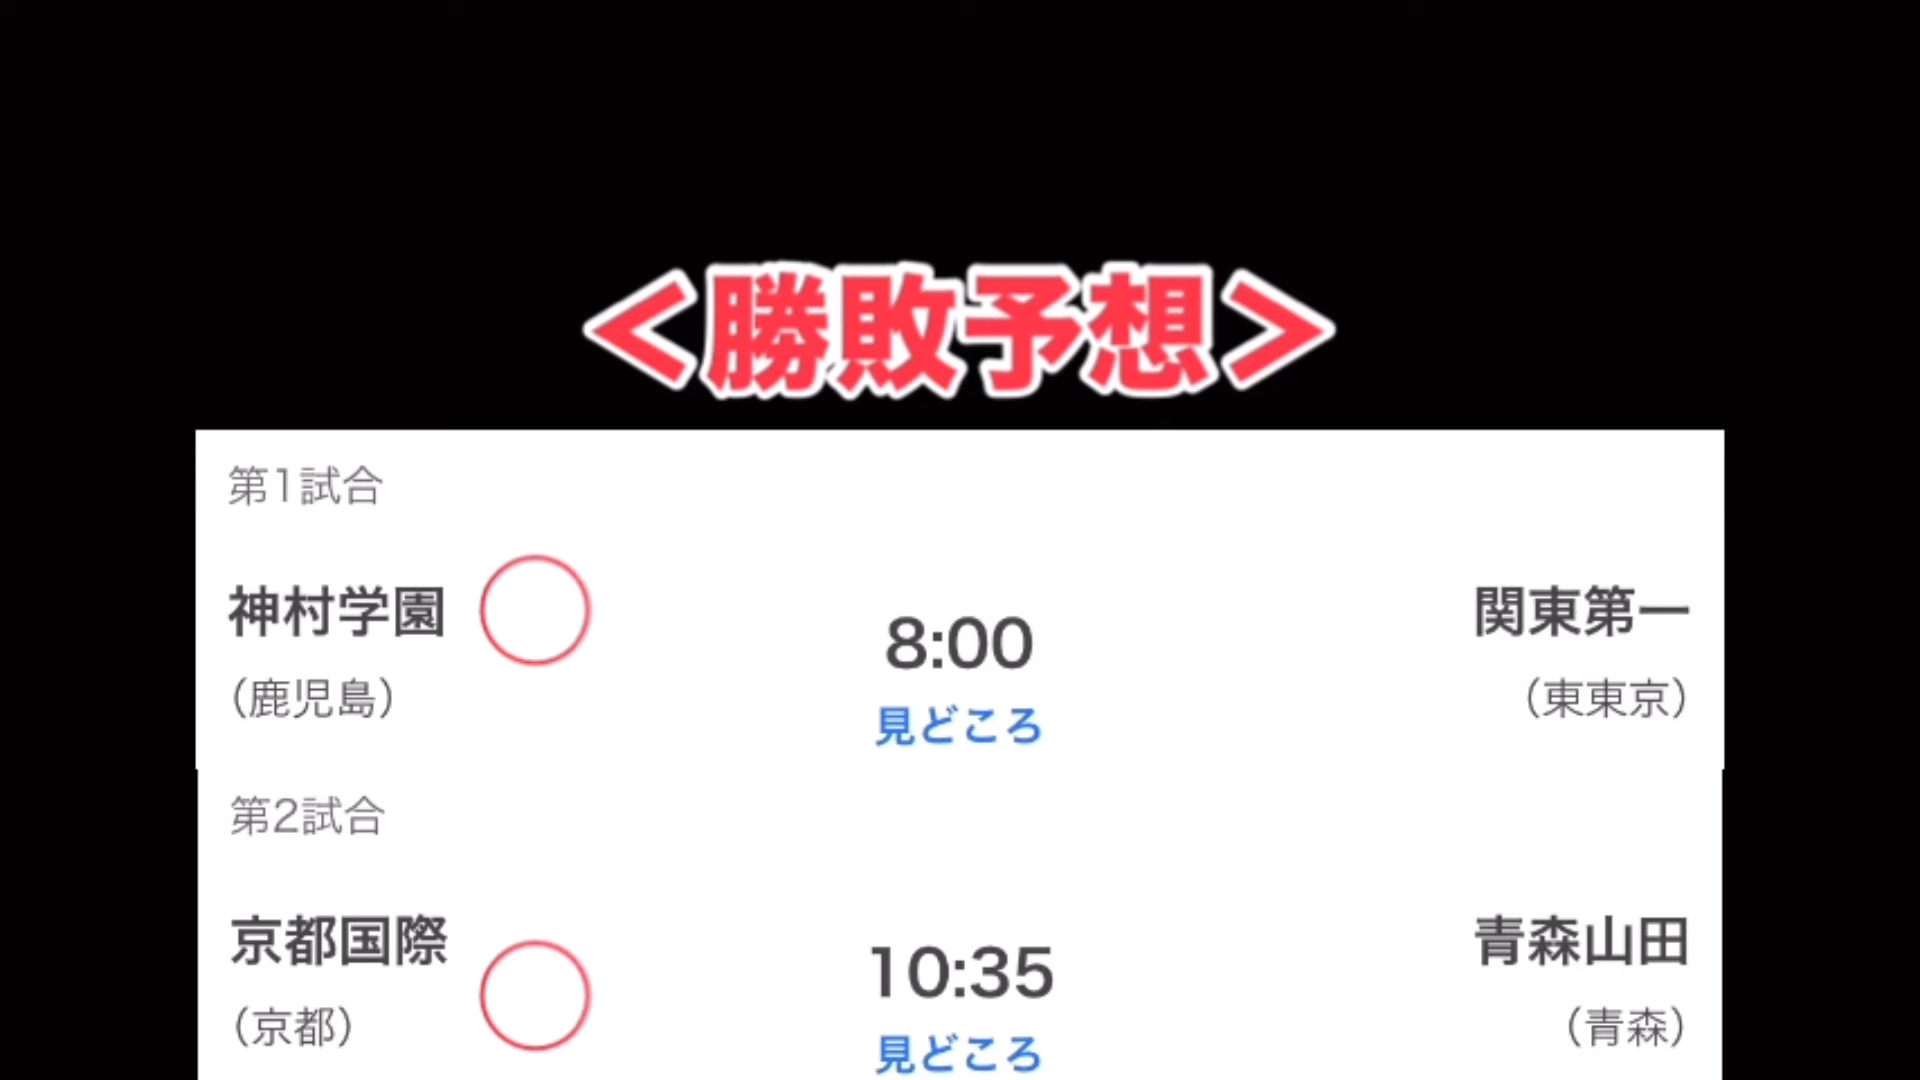 ＜勝敗予想＞
第1試合
神村学園 8:00 関東第一
（鹿児島） 見どころ （東東京）
第2試合
京都国際 10:35 青森山田
（京都） 見どころ （青森）